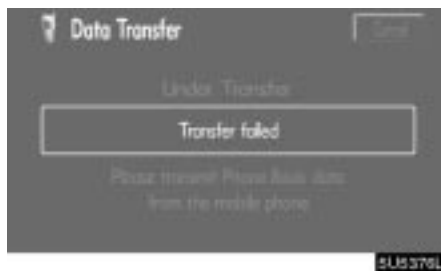 Data Transfer
Send
Under Transfer
Transfer failed
Please transmit Phone Book data
from the mobile phone
5U5376L